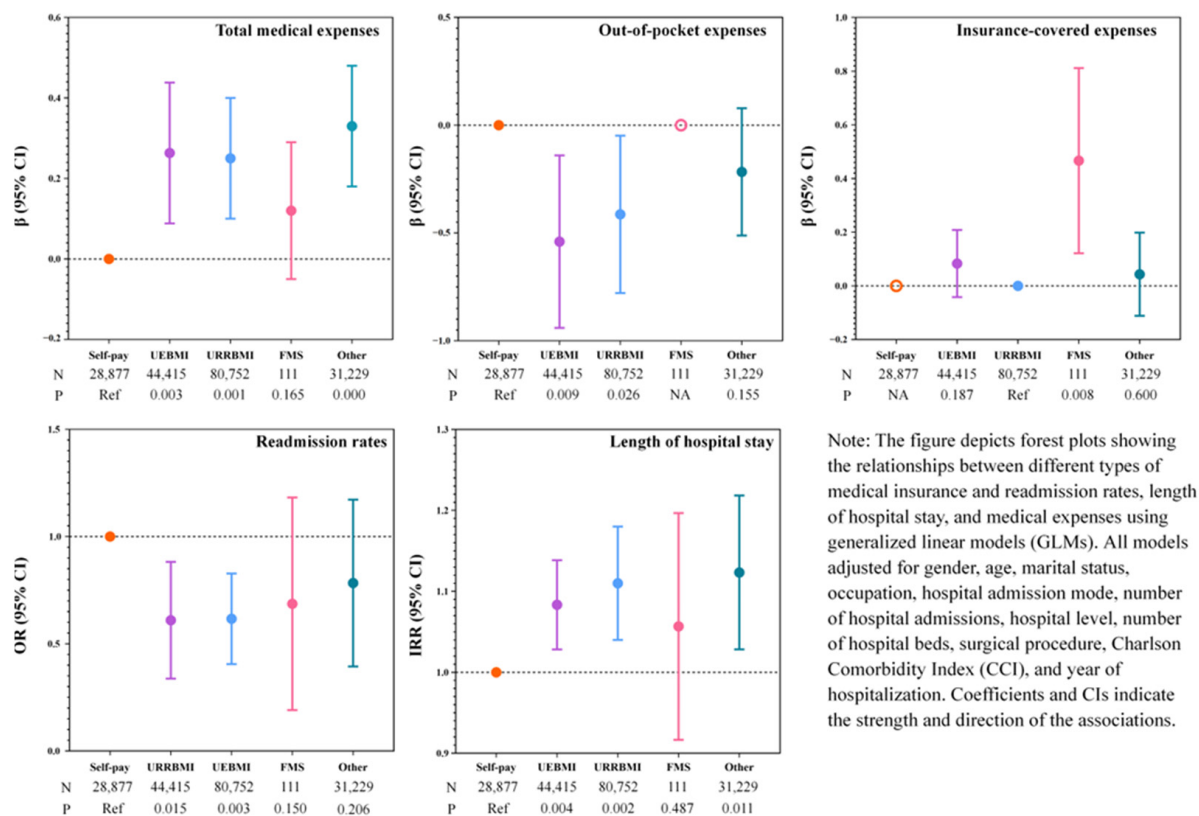 Total medical expenses
β (95% CI)
0.6
0.4
0.2
0.0
−0.2
Self-pay UEBMI URRBMI FMS Other
N 28,877 44,415 80,752 111 31,229
P Ref 0.003 0.001 0.165 0.000
Out-of-pocket expenses
β (95% CI)
0.5
0.0
−0.5
−1.0
Self-pay UEBMI URRBMI FMS Other
28,877 44,415 80,752 111 31,229
Ref 0.009 0.026 NA 0.155
Insurance-covered expenses
β (95% CI)
1.0
0.8
0.6
0.4
0.2
0.0
−0.2
Self-pay UEBMI URRBMI FMS Other
N 28,877 44,415 80,752 111 31,229
P NA 0.187 Ref 0.008 0.600
Readmission rates
OR (95% CI)
1.5
1.0
0.5
0.0
Self-pay URRBMI UEBMI FMS Other
N 28,877 44,415 80,752 111 31,229
P Ref 0.015 0.003 0.150 0.206
Length of hospital stay
IRR (95% CI)
1.3
1.2
1.1
1.0
0.9
Self-pay UEBMI URRBMI FMS Other
N 28,877 44,415 80,752 111 31,229
P Ref 0.004 0.002 0.487 0.011
Note: The figure depicts forest plots showing
the relationships between different types of
medical insurance and readmission rates, length
of hospital stay, and medical expenses using
generalized linear models (GLMs). All models
adjusted for gender, age, marital status,
occupation, hospital admission mode, number
of hospital admissions, hospital level, number
of hospital beds, surgical procedure, Charlson
Comorbidity Index (CCI), and year of
hospitalization. Coefficients and CIs indicate
the strength and direction of the associations.